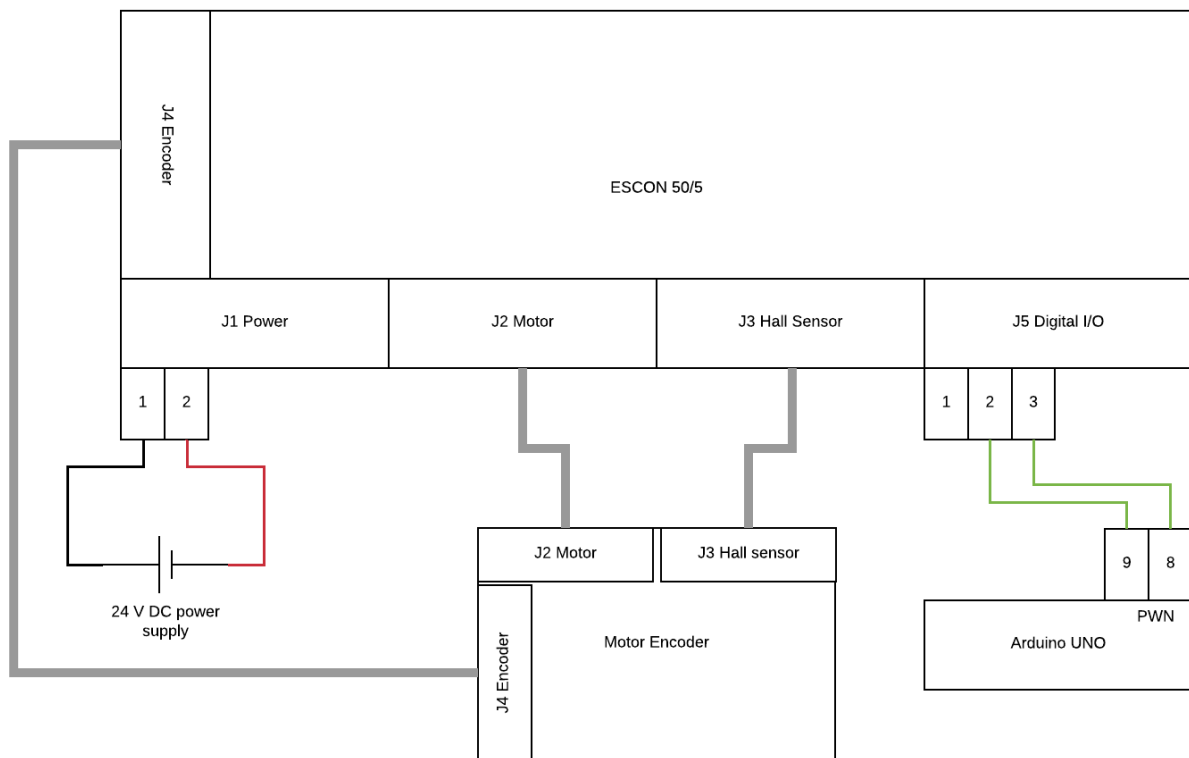 J4 Encoder
ESCON 50/5
J1 Power
J2 Motor
J3 Hall Sensor
J5 Digital I/O
1
2
1
2
3
24 V DC power
supply
J2 Motor
J3 Hall sensor
J4 Encoder
Motor Encoder
9
8
PWN
Arduino UNO